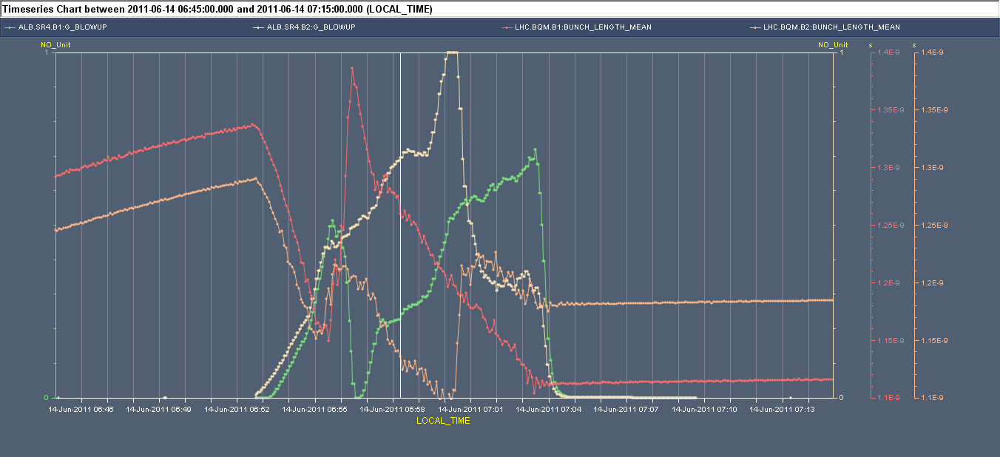 Timeseries Chart between 2011-06-14 06:45:00.000 and 2011-06-14 07:15:00.000 (LOCAL_TIME)
ALB.SR4.B1:G_BLOWUP ALB.SR4.B2:G_BLOWUP LHC.BQM.B1:BUNCH_LENGTH_MEAN LHC.BQM.B2:BUNCH_LENGTH_MEAN
NO_Unit NO_Unit s s
1 1 1.4E-9 1.4E-9
1.35E-9 1.35E-9
1.3E-9 1.3E-9
1.25E-9 1.25E-9
1.2E-9 1.2E-9
1.15E-9 1.15E-9
0 0 1.1E-9 1.1E-9
14-Jun-2011 06:46 14-Jun-2011 06:49 14-Jun-2011 06:52 14-Jun-2011 06:55 14-Jun-2011 06:58 14-Jun-2011 07:01 14-Jun-2011 07:04 14-Jun-2011 07:07 14-Jun-2011 07:10 14-Jun-2011 07:13
LOCAL_TIME